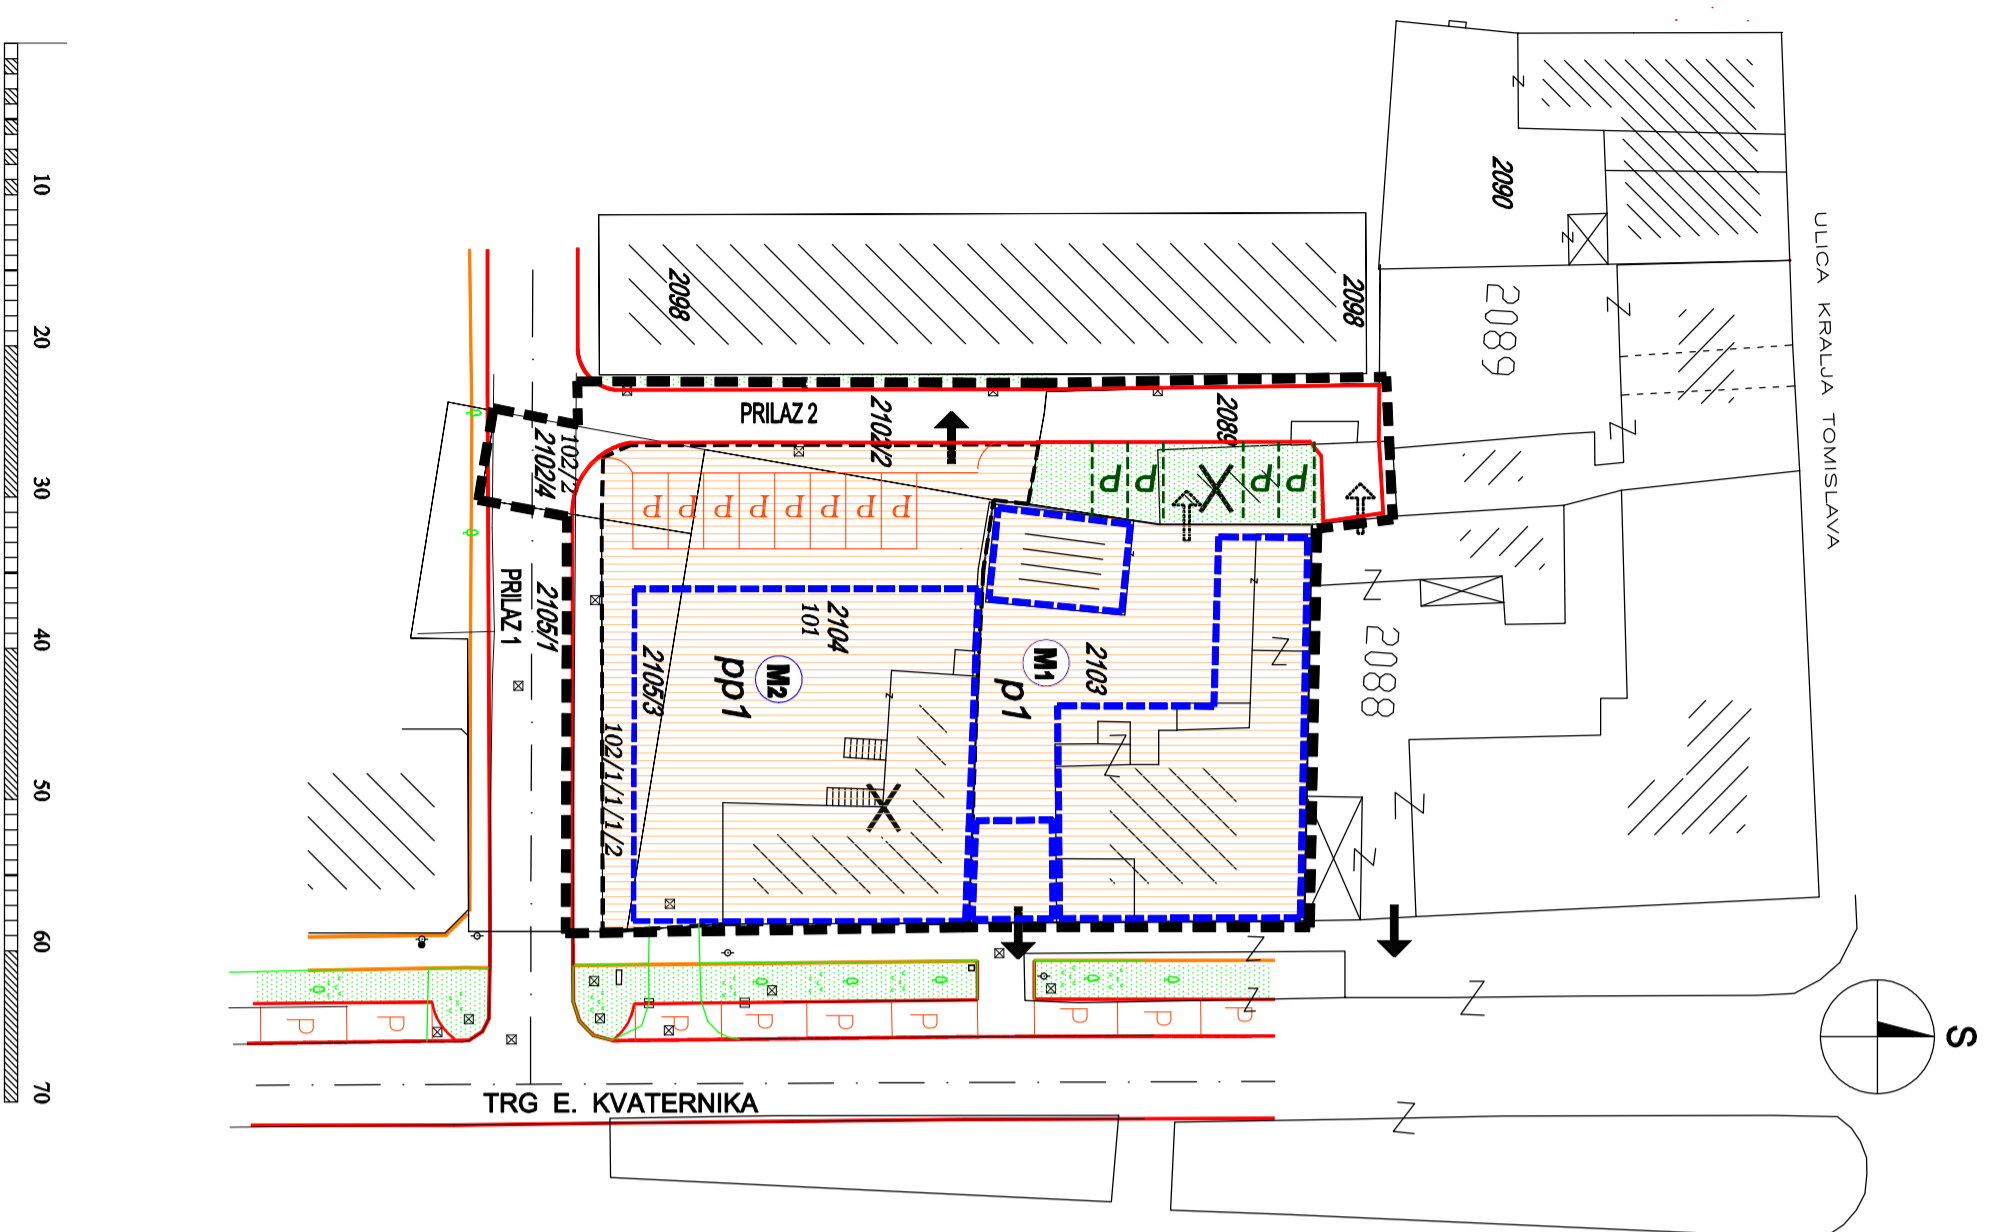 10
20
30
40
50
60
70
ULICA KRALJA TOMISLAVA
2090
2089
2088
2098
2098
PRILAZ 2
2102/2
2089
102/2
2102/4
P P P P
P P P P P P P P
PRILAZ 1
2105/1
2104
101
M2
pp1
2105/3
102/1/1/1/2
M1
p1
2103
P P P P P P P P P
TRG E. KVATERNIKA
S